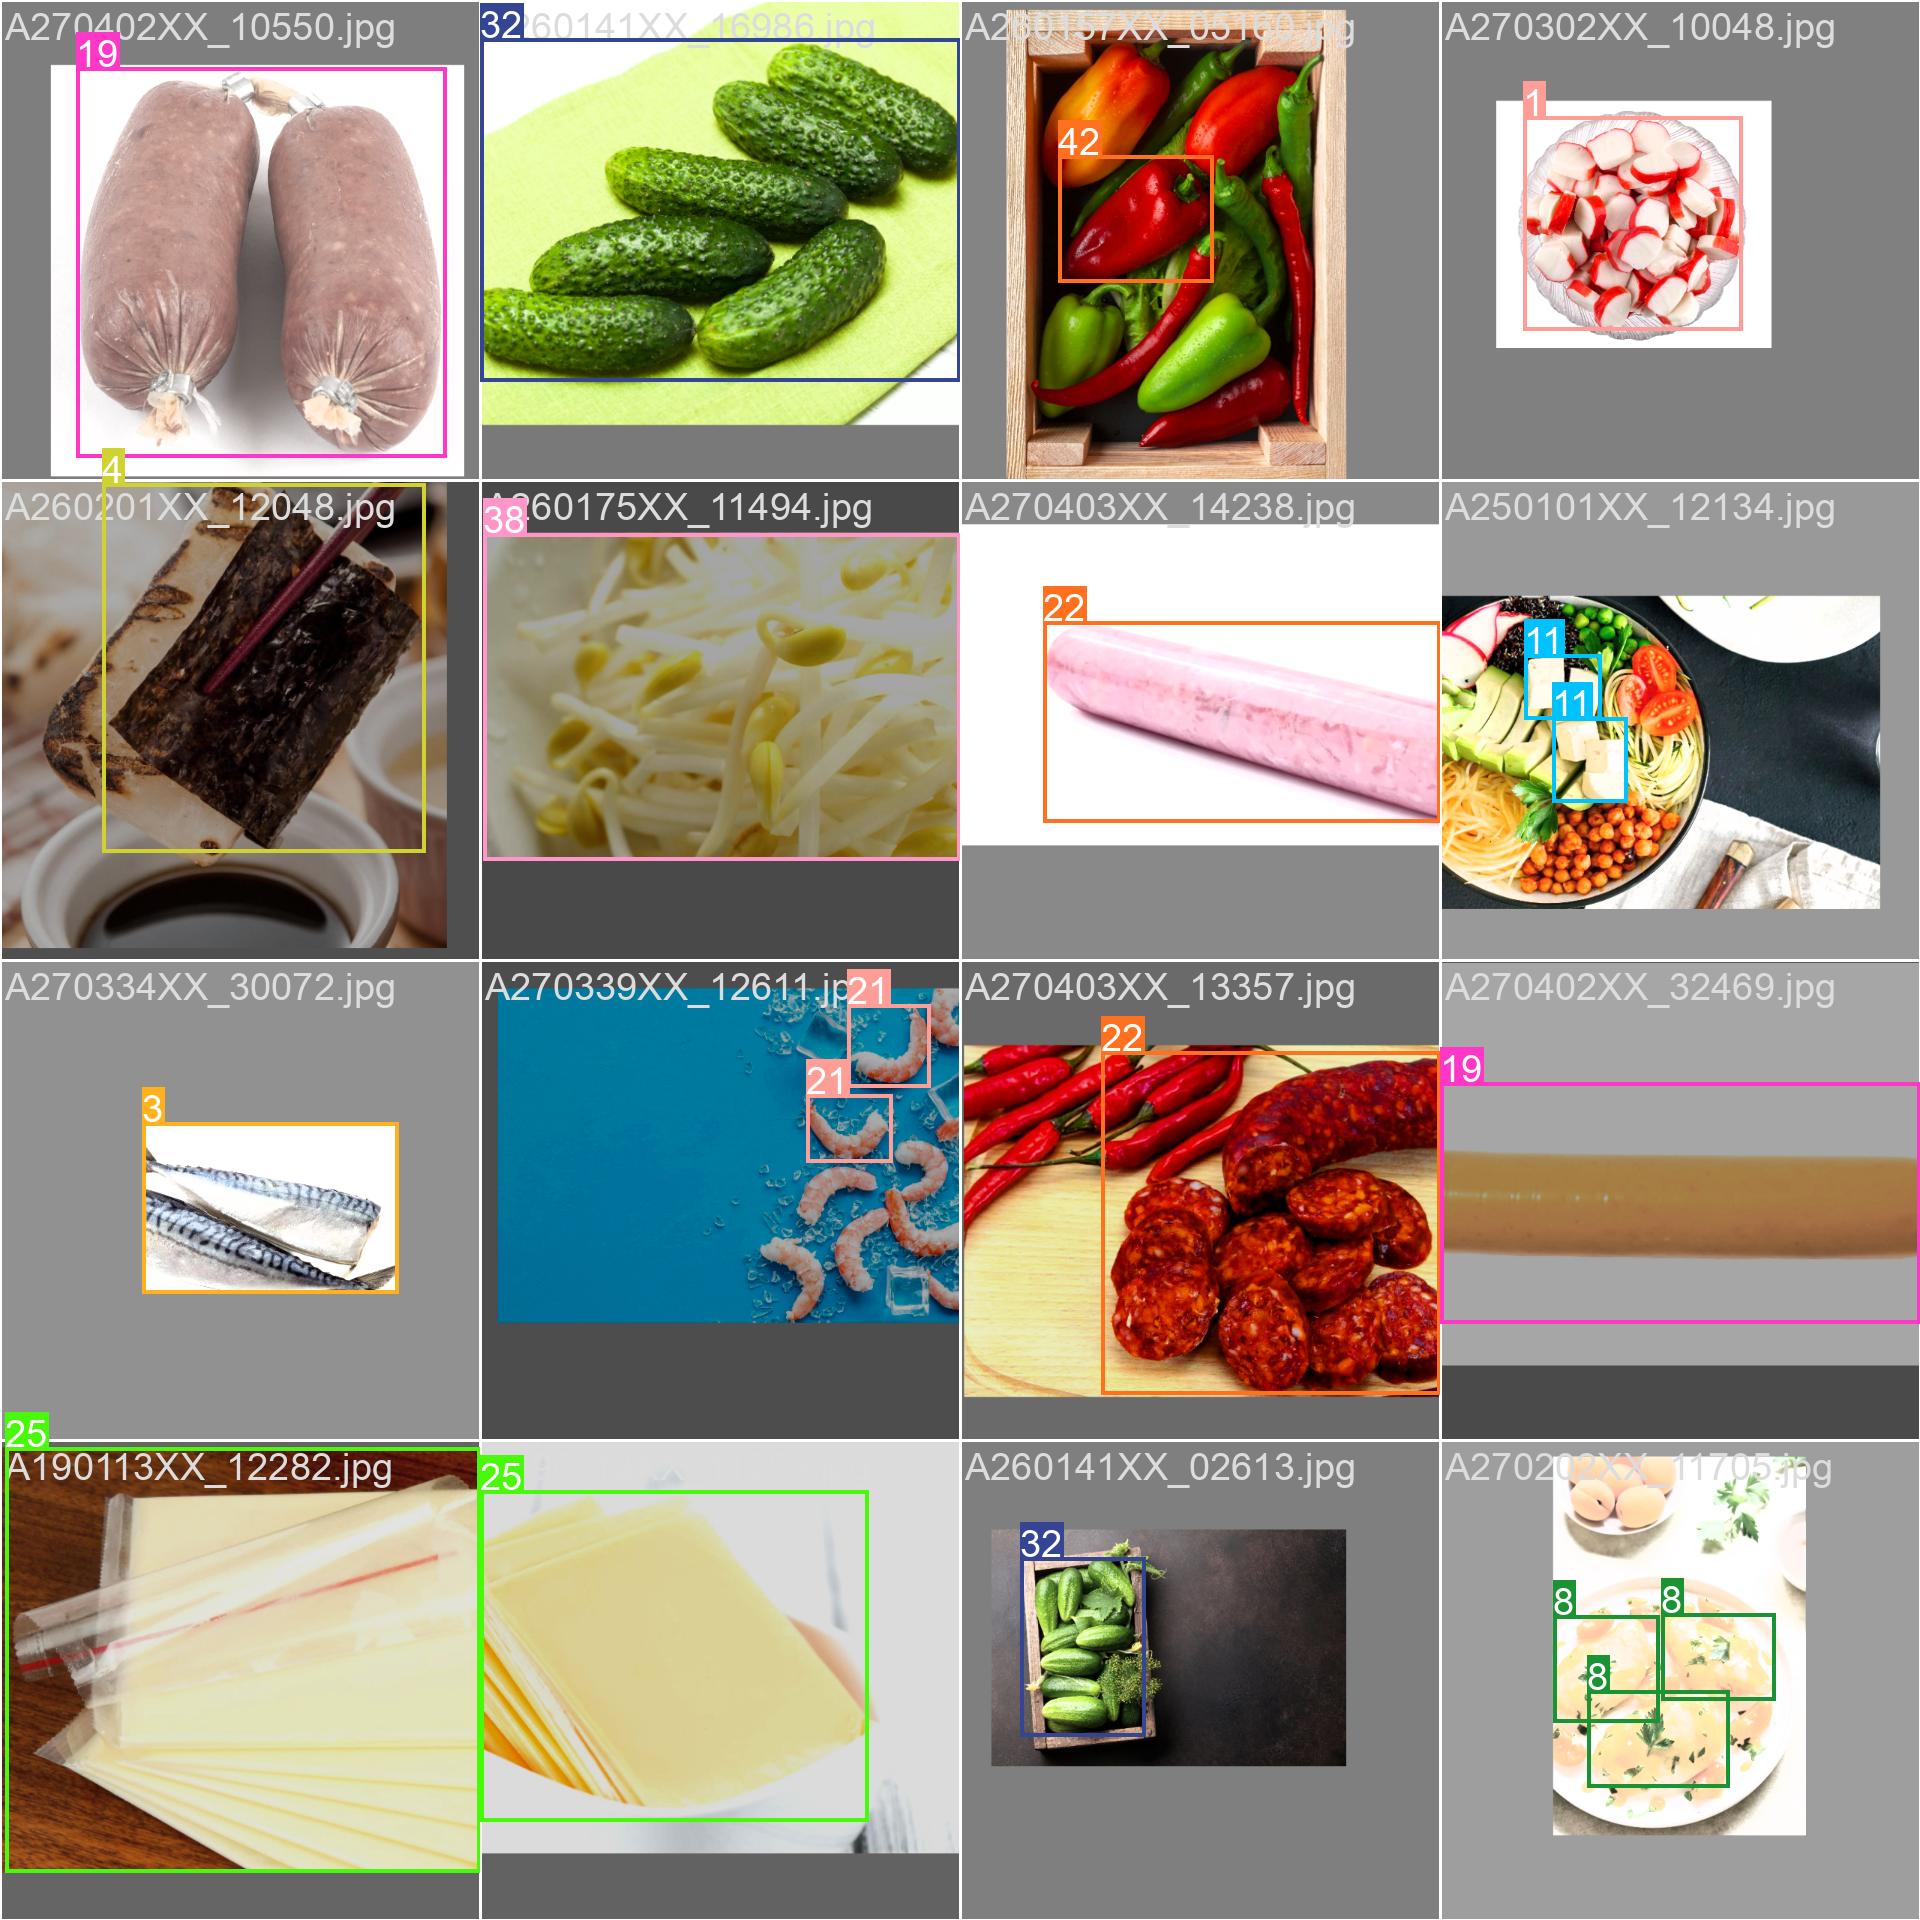 A270402XX_10550.jpg
19
32
260141XX_16986.jpg
A260157XX_05160.jpg
42
A270302XX_10048.jpg
1
4
A260201XX_12048.jpg
38
A260175XX_11494.jpg
A270403XX_14238.jpg
22
A250101XX_12134.jpg
11
11
A270334XX_30072.jpg
3
A270339XX_12611.jpg
21
21
A270403XX_13357.jpg
22
A270402XX_32469.jpg
19
25
A190113XX_12282.jpg
25
A260141XX_02613.jpg
32
A270202XX_11705.jpg
8
8
8